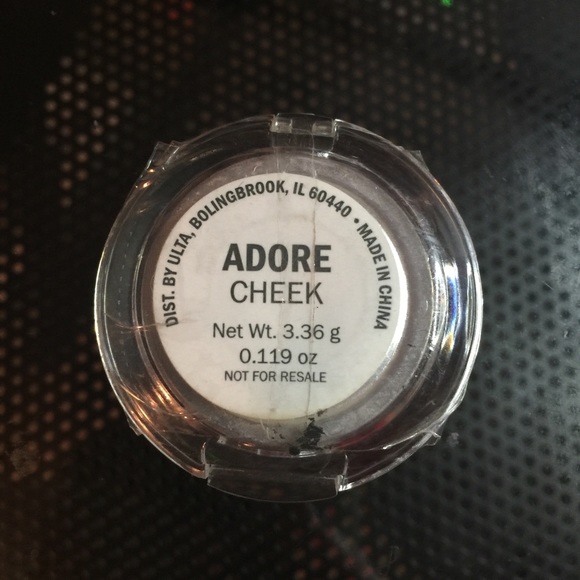 DIST. BY ULTA, BOLINGBROOK, IL 60440 • MADE IN CHINA
ADORE
CHEEK
Net Wt. 3.36 g
0.119 oz
NOT FOR RESALE